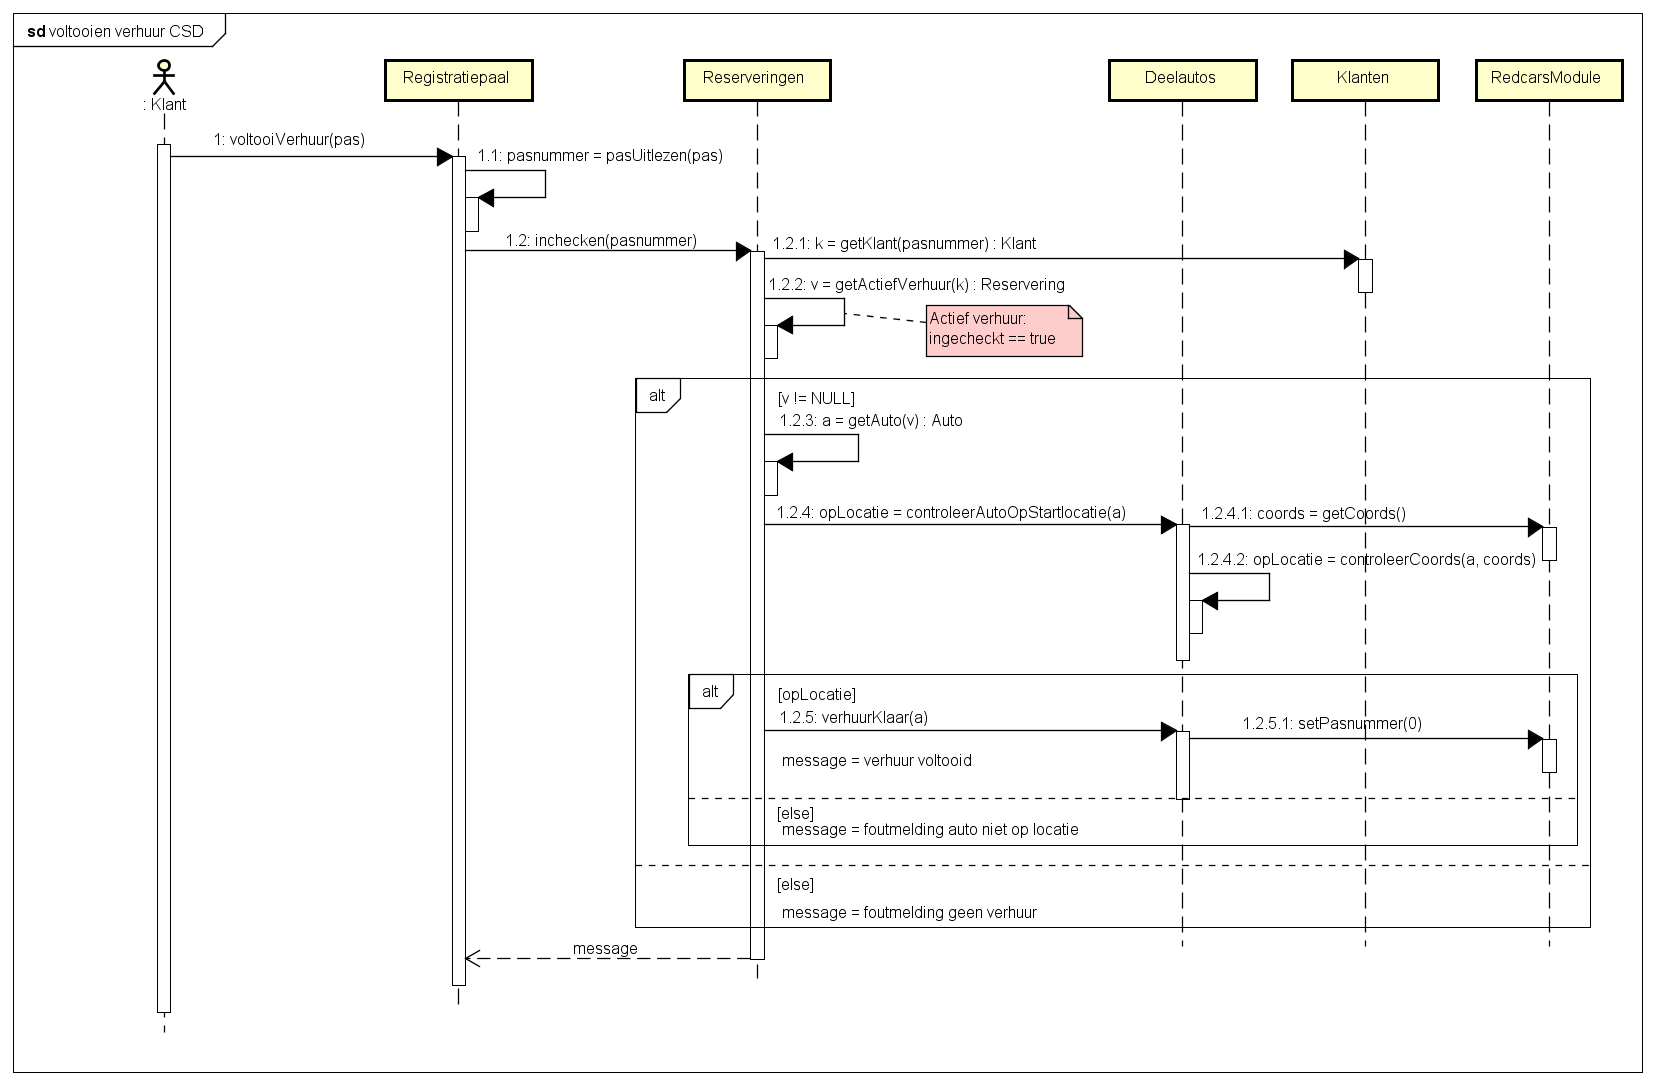 sd voltooien verhuur CSD
Registratiepaal
Reserveringen
Deelautos
Klanten
RedcarsModule
: Klant
1: voltooiVerhuur(pas)
1.1: pasnummer = pasUitlezen(pas)
1.2: inchecken(pasnummer)
1.2.1: k = getKlant(pasnummer) : Klant
1.2.2: v = getActiefVerhuur(k) : Reservering
Actief verhuur:
ingecheckt == true
alt
[v != NULL]
1.2.3: a = getAuto(v) : Auto
1.2.4: opLocatie = controleerAutoOpStartlocatie(a)
1.2.4.1: coords = getCoords()
1.2.4.2: opLocatie = controleerCoords(a, coords)
alt
[opLocatie]
1.2.5: verhuurKlaar(a)
1.2.5.1: setPasnummer(0)
message = verhuur voltooid
[else]
message = foutmelding auto niet op locatie
[else]
message = foutmelding geen verhuur
message